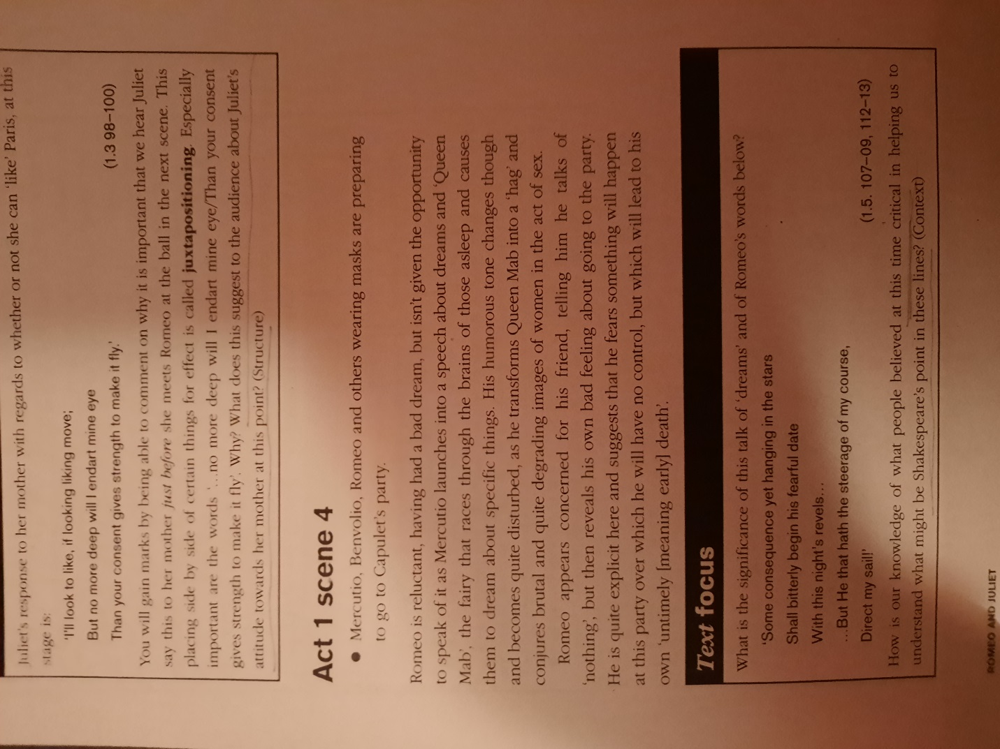 Juliet's response to her mother with regards to whether or not she can 'like' Paris, at this
stage is:
'I'll look to like, if looking liking move;
But no more deep will I endart mine eye
Than your consent gives strength to make it fly.'
(1.3 98–100)
You will gain marks by being able to comment on why it is important that we hear Juliet
say this to her mother just before she meets Romeo at the ball in the next scene. This
placing side by side of certain things for effect is called juxtapositioning. Especially
important are the words '...no more deep will I endart mine eye/Than your consent
gives strength to make it fly'. Why? What does this suggest to the audience about Juliet's
attitude towards her mother at this point? (Structure)
Act 1 scene 4
● Mercutio, Benvolio, Romeo and others wearing masks are preparing
to go to Capulet's party.
Romeo is reluctant, having had a bad dream, but isn't given the opportunity
to speak of it as Mercutio launches into a speech about dreams and 'Queen
Mab', the fairy that races through the brains of those asleep and causes
them to dream about specific things. His humorous tone changes though
and becomes quite disturbed, as he transforms Queen Mab into a 'hag' and
conjures brutal and quite degrading images of women in the act of sex.
Romeo appears concerned for his friend, telling him he talks of
'nothing', but then reveals his own bad feeling about going to the party.
He is quite explicit here and suggests that he fears something will happen
at this party over which he will have no control, but which will lead to his
own 'untimely [meaning early] death'.
Text focus
What is the significance of this talk of 'dreams' and of Romeo's words below?
'Some consequence yet hanging in the stars
Shall bitterly begin his fearful date
With this night's revels...
...But He that hath the steerage of my course,
Direct my sail!'
(1.5. 107–09, 112–13)
How is our knowledge of what people believed at this time critical in helping us to
understand what might be Shakespeare's point in these lines? (Context)
ROMEO AND JULIET